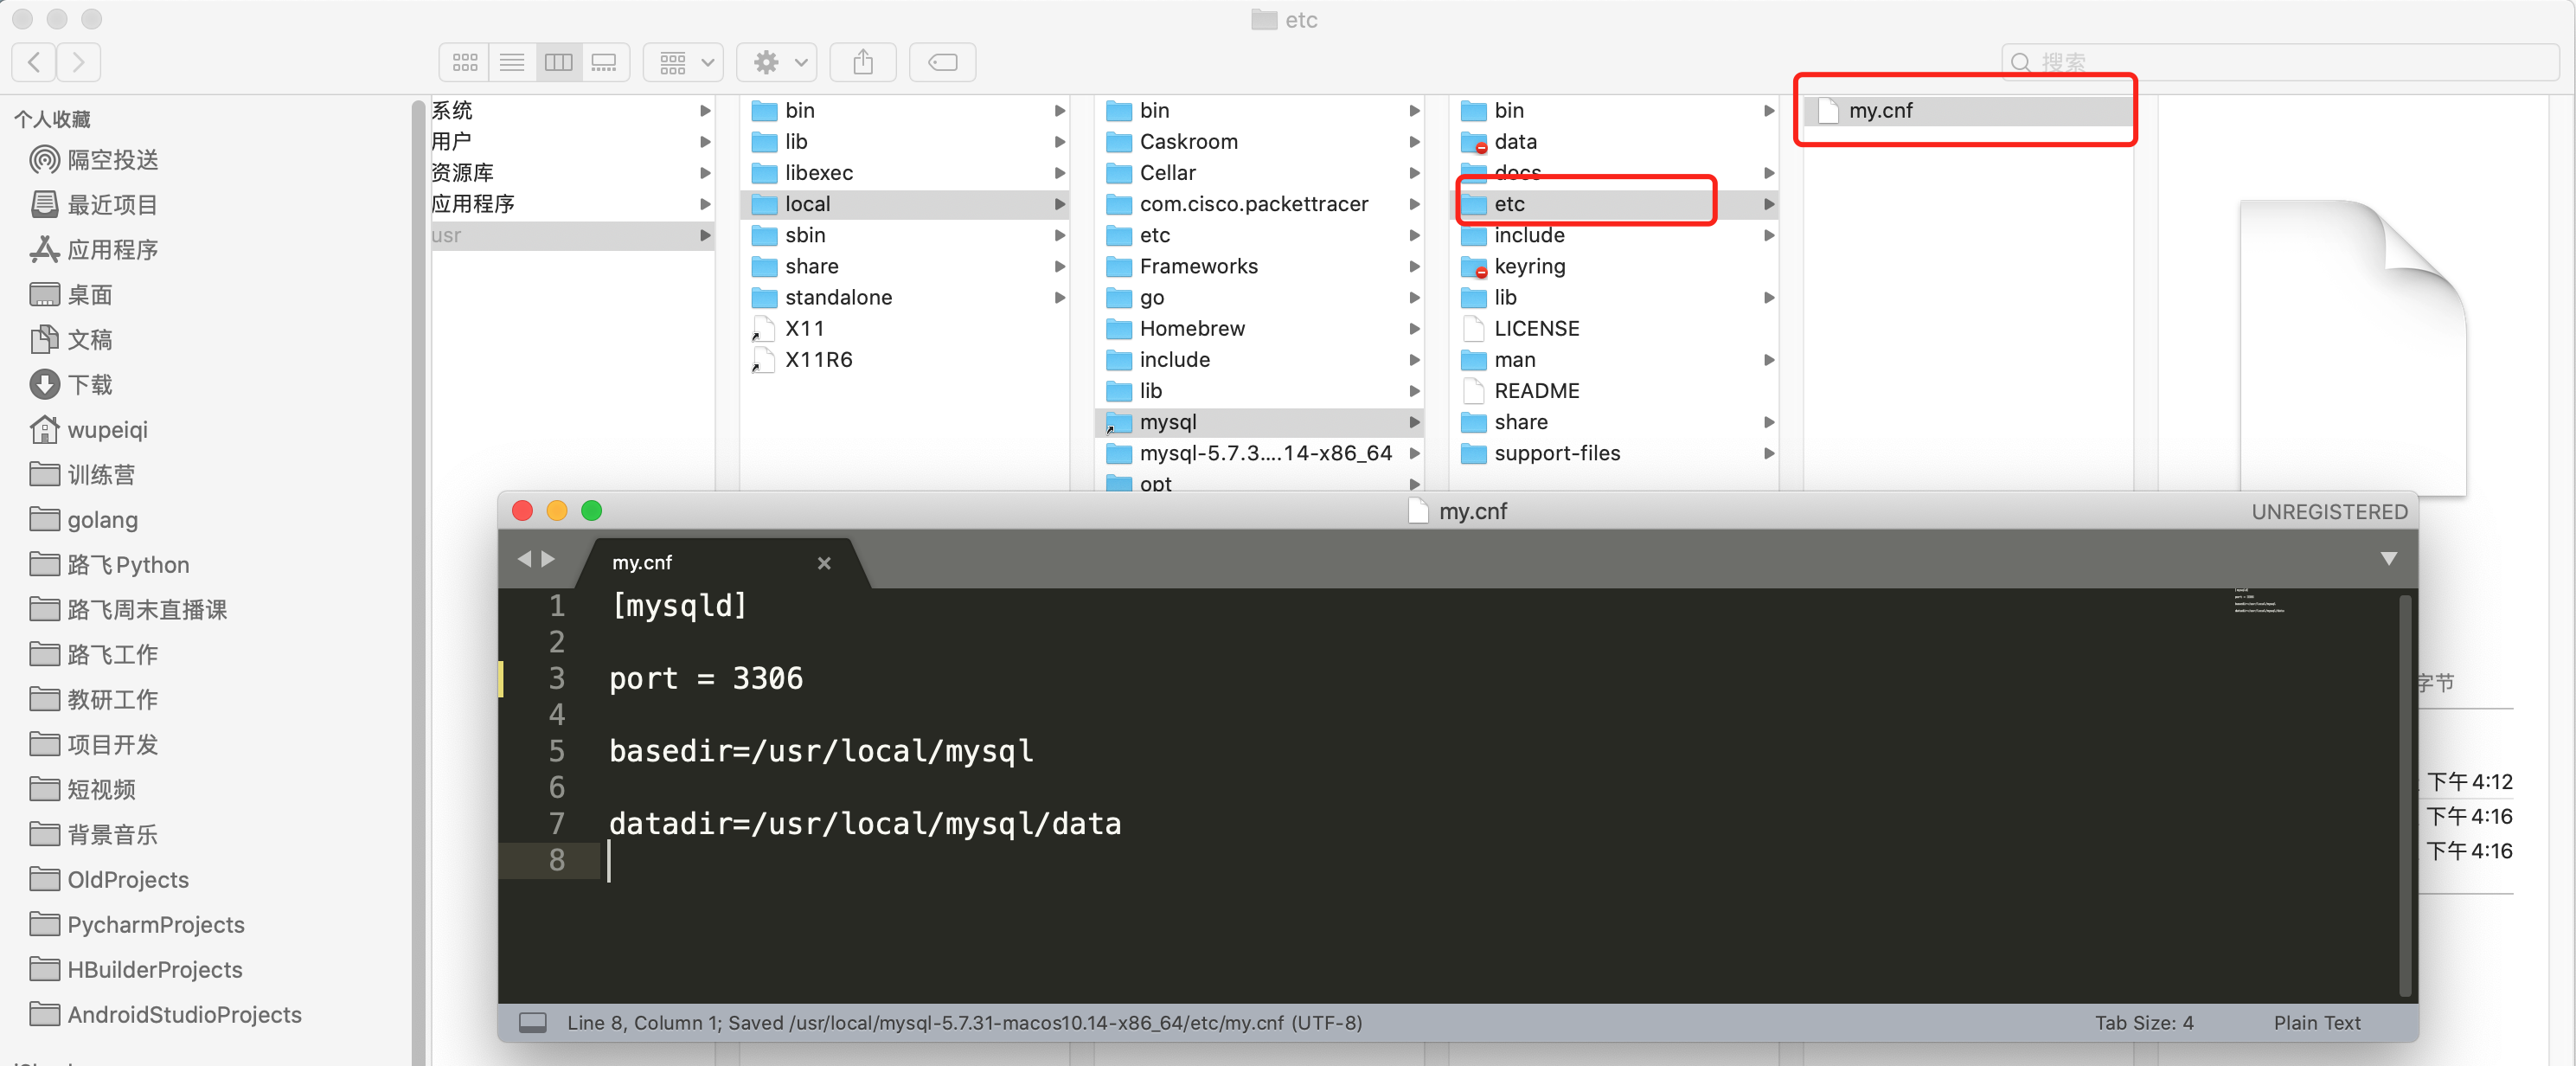 etc
搜索
个人收藏
隔空投送
最近项目
应用程序
桌面
文稿
下载
wupeiqi
训练营
golang
路飞Python
路飞周末直播课
路飞工作
教研工作
项目开发
短视频
背景音乐
OldProjects
PycharmProjects
HBuilderProjects
AndroidStudioProjects
系统
用户
资源库
应用程序
usr
bin
lib
libexec
local
sbin
share
standalone
X11
X11R6
bin
Caskroom
Cellar
com.cisco.packettracer
etc
Frameworks
go
Homebrew
include
lib
mysql
mysql-5.7.3....14-x86_64
opt
bin
data
docs
etc
include
keyring
lib
LICENSE
man
README
share
support-files
my.cnf
字节
下午4:12
下午4:16
下午4:16
my.cnf
UNREGISTERED
my.cnf
1 [mysqld]
2
3 port = 3306
4
5 basedir=/usr/local/mysql
6
7 datadir=/usr/local/mysql/data
8
Line 8, Column 1; Saved /usr/local/mysql-5.7.31-macos10.14-x86_64/etc/my.cnf (UTF-8)
Tab Size: 4
Plain Text